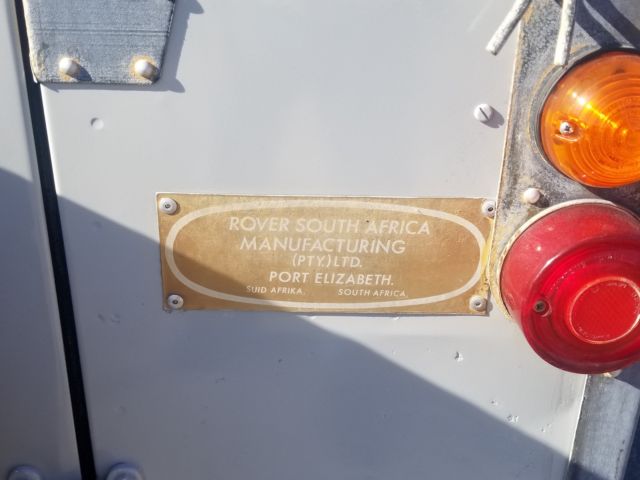 ROVER SOUTH AFRICA
MANUFACTURING
(PTY.) LTD.
PORT ELIZABETH.
SUID AFRIKA. SOUTH AFRICA.